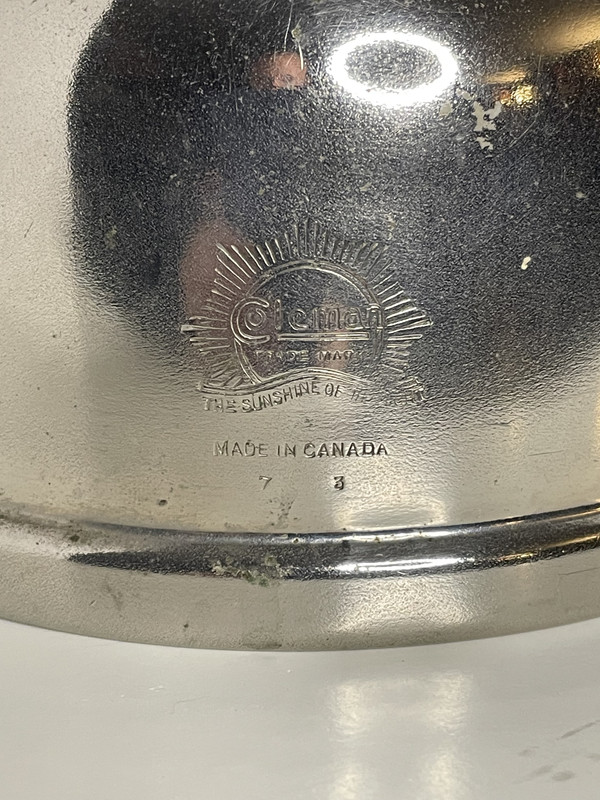 Coleman
TRADE MARK
THE SUNSHINE OF
MADE IN CANADA
7 3